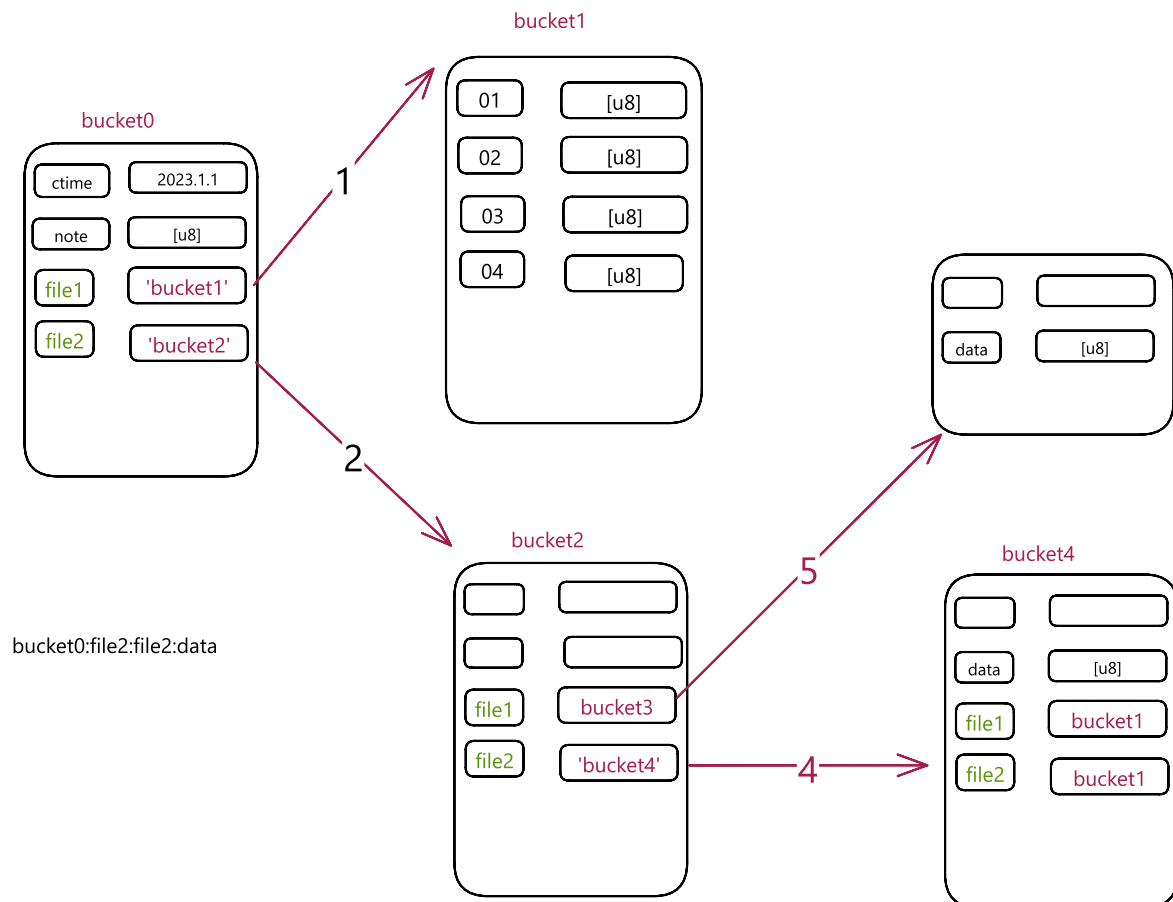 bucket1
01 [u8]
02 [u8]
03 [u8]
04 [u8]
1
bucket0
ctime 2023.1.1
note [u8]
file1 'bucket1'
file2 'bucket2'
data [u8]
2
bucket2
file1 bucket3
file2 'bucket4'
5
4
bucket4
data [u8]
file1 bucket1
file2 bucket1
bucket0:file2:file2:data